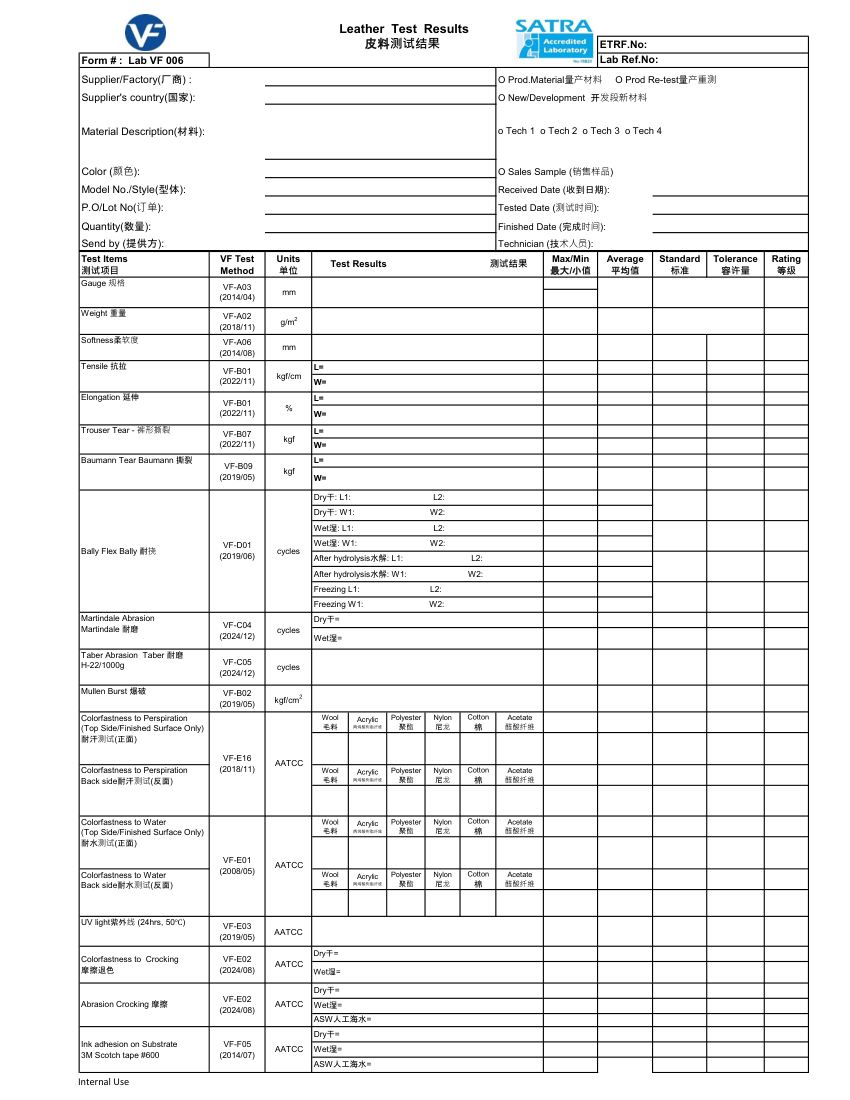 VF
Leather Test Results
皮料测试结果
SATRA
Accredited
Laboratory
ETRF.No:
Form # : Lab VF 006
Lab Ref.No:
Supplier/Factory(厂商) :
O Prod.Material量产材料 O Prod Re-test量产重测
Supplier's country(国家):
O New/Development 开发段新材料
Material Description(材料):
o Tech 1 o Tech 2 o Tech 3 o Tech 4
Color (颜色):
O Sales Sample (销售样品)
Model No./Style(型体):
Received Date (收到日期):
P.O/Lot No(订单):
Tested Date (测试时间):
Quantity(数量):
Finished Date (完成时间):
Send by (提供方):
Technician (技术人员):
Test Items VF Test Units Test Results 测试结果 Max/Min Average Standard Tolerance Rating
测试项目 Method 单位 最大/小值 平均值 标准 容许量 等级
Gauge 规格
VF-A03 mm
(2014/04)
Weight 重量
VF-A02 g/m2
(2018/11)
Softness柔软度
VF-A06 mm
(2014/08)
Tensile 抗拉
VF-B01 kgf/cm
(2022/11)
L=
W=
Elongation 延伸
VF-B01 %
(2022/11)
L=
W=
Trouser Tear - 裤形撕裂
VF-B07 kgf
(2022/11)
L=
W=
Baumann Tear Baumann 撕裂
VF-B09 kgf
(2019/05)
L=
W=
Bally Flex Bally 耐挠
VF-D01 cycles
(2019/06)
Dry干: L1: L2:
Dry干: W1: W2:
Wet湿: L1: L2:
Wet湿: W1: W2:
After hydrolysis水解: L1: L2:
After hydrolysis水解: W1: W2:
Freezing L1: L2:
Freezing W1: W2:
Martindale Abrasion
Martindale 耐磨
VF-C04 cycles
(2024/12)
Dry干=
Wet湿=
Taber Abrasion Taber 耐磨
H-22/1000g
VF-C05 cycles
(2024/12)
Mullen Burst 爆破
VF-B02 kgf/cm2
(2019/05)
Colorfastness to Perspiration
(Top Side/Finished Surface Only)
耐汗测试(正面)
VF-E16 AATCC
(2018/11)
Wool Acrylic Polyester Nylon Cotton Acetate
毛料 聚酯 尼龙 棉 醋酸纤维
Colorfastness to Perspiration
Back side耐汗测试(反面)
Wool Acrylic Polyester Nylon Cotton Acetate
毛料 聚酯 尼龙 棉 醋酸纤维
Colorfastness to Water
(Top Side/Finished Surface Only)
耐水测试(正面)
VF-E01 AATCC
(2008/05)
Wool Acrylic Polyester Nylon Cotton Acetate
毛料 聚酯 尼龙 棉 醋酸纤维
Colorfastness to Water
Back side耐水测试(反面)
Wool Acrylic Polyester Nylon Cotton Acetate
毛料 聚酯 尼龙 棉 醋酸纤维
UV light紫外线 (24hrs, 50℃)
VF-E03 AATCC
(2019/05)
Colorfastness to Crocking
摩擦退色
VF-E02 AATCC
(2024/08)
Dry干=
Wet湿=
Abrasion Crocking 摩擦
VF-E02 AATCC
(2024/08)
Dry干=
Wet湿=
ASW人工海水=
Ink adhesion on Substrate
3M Scotch tape #600
VF-F05 AATCC
(2014/07)
Dry干=
Wet湿=
ASW人工海水=
Internal Use